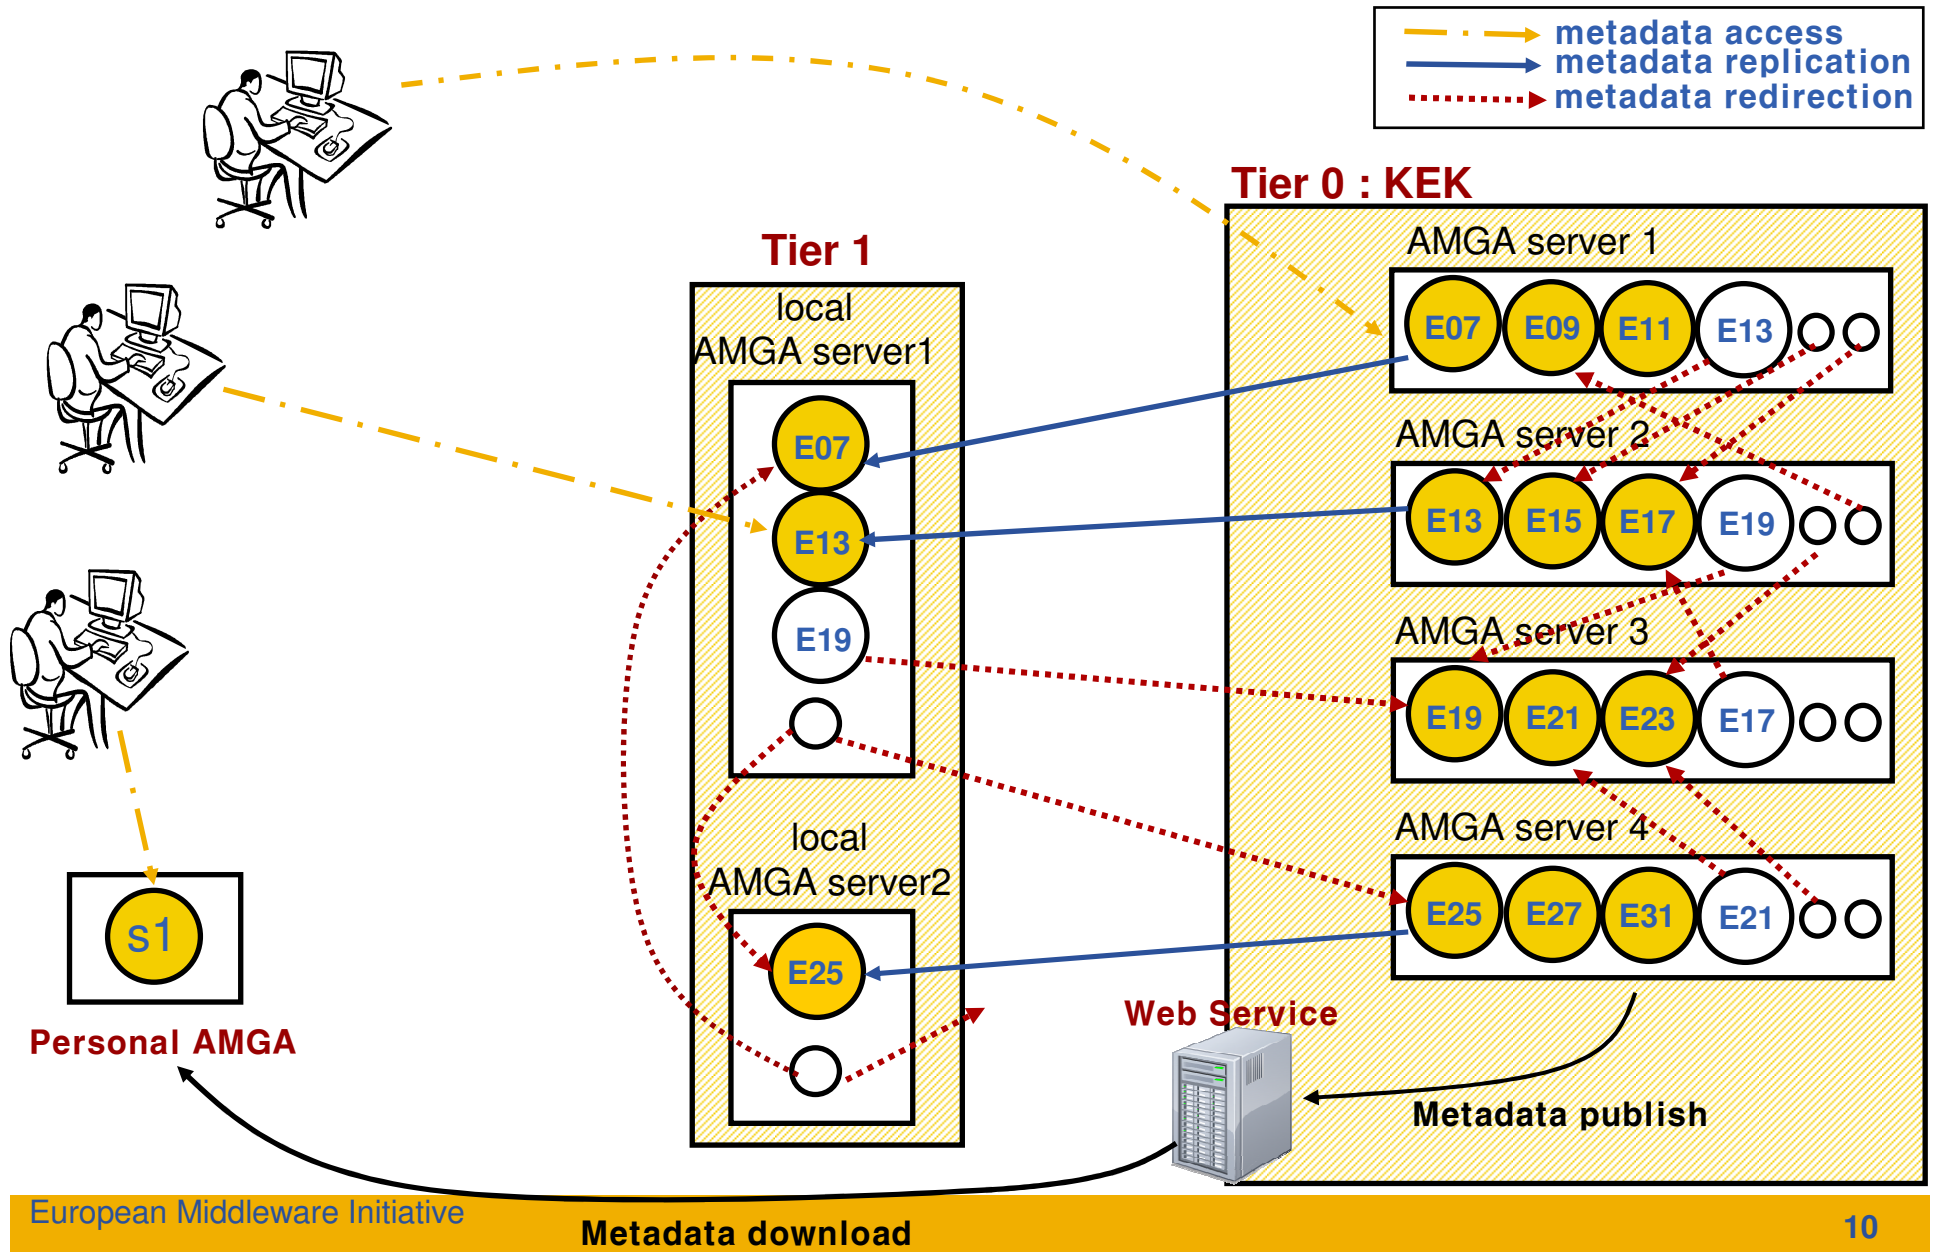 metadata access
metadata replication
metadata redirection
Tier 0 : KEK
AMGA server 1
E07 E09 E11 E13
AMGA server 2
E13 E15 E17 E19
AMGA server 3
E19 E21 E23 E17
AMGA server 4
E25 E27 E31 E21
Tier 1
local
AMGA server1
E07
E13
E19
local
AMGA server2
E25
s1
Personal AMGA
Web Service
Metadata publish
European Middleware Initiative
Metadata download
10